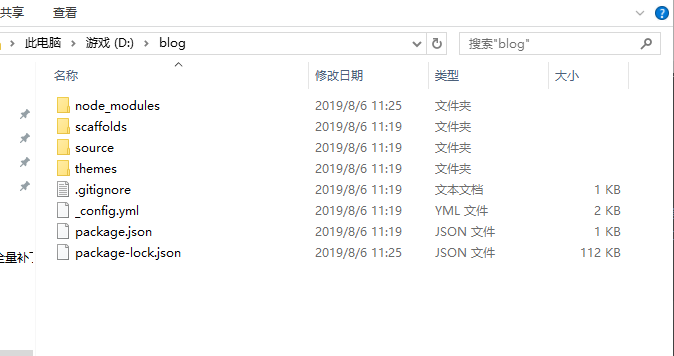 共享 查看
此电脑 > 游戏 (D:) > blog 搜索"blog"
名称 修改日期 类型 大小
node_modules 2019/8/6 11:25 文件夹
scaffolds 2019/8/6 11:19 文件夹
source 2019/8/6 11:19 文件夹
themes 2019/8/6 11:19 文件夹
.gitignore 2019/8/6 11:19 文本文档 1 KB
_config.yml 2019/8/6 11:19 YML 文件 2 KB
package.json 2019/8/6 11:19 JSON 文件 1 KB
package-lock.json 2019/8/6 11:25 JSON 文件 112 KB
全量补丁